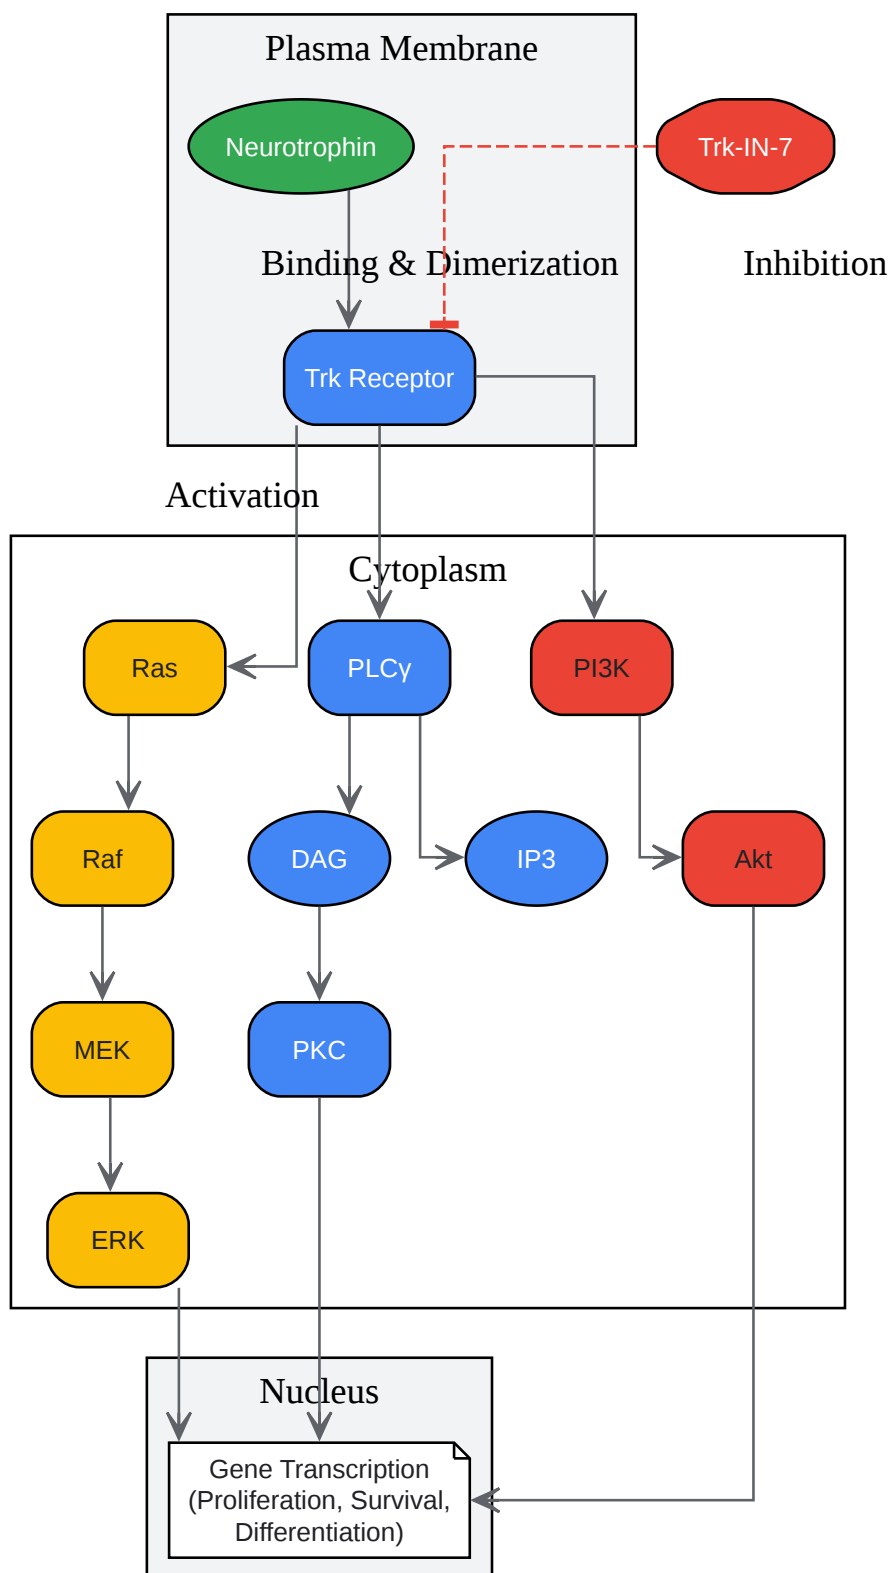 Plasma Membrane
Neurotrophin
Trk-IN-7
Binding & Dimerization
Inhibition
Trk Receptor
Activation
Cytoplasm
Ras
PLCγ
PI3K
Raf
DAG
IP3
Akt
MEK
PKC
ERK
Nucleus
Gene Transcription
(Proliferation, Survival,
Differentiation)